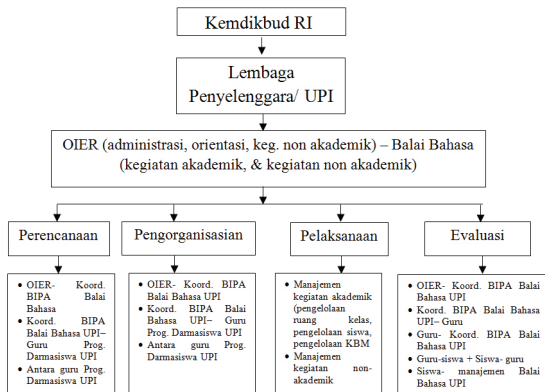 Kemdikbud RI
Lembaga
Penyelenggara/ UPI
OIER (administrasi, orientasi, keg. non akademik) – Balai Bahasa
(kegiatan akademik, & kegiatan non akademik)
Perencanaan
Pengorganisasian
Pelaksanaan
Evaluasi
• OIER- Koord.
BIPA Balai
Bahasa
• Koord. BIPA
Balai Bahasa UPI–
Guru Prog.
Darmasiswa UPI
• Antara guru Prog.
Darmasiswa UPI
• OIER- Koord. BIPA
Balai Bahasa UPI
• Koord. BIPA Balai
Bahasa UPI– Guru
Prog. Darmasiswa UPI
• Antara guru Prog.
Darmasiswa UPI
• Manajemen
kegiatan akademik
(pengelolaan
ruang kelas,
pengelolaan siswa,
pengelolaan KBM
• Manajemen
kegiatan non-
akademik
• OIER- Koord. BIPA Balai
Bahasa UPI
• Koord. BIPA Balai Bahasa
UPI– Guru
• Guru- Koord. BIPA Balai
Bahasa UPI
• Guru-siswa + Siswa- guru
• Siswa- manajemen Balai
Bahasa UPI